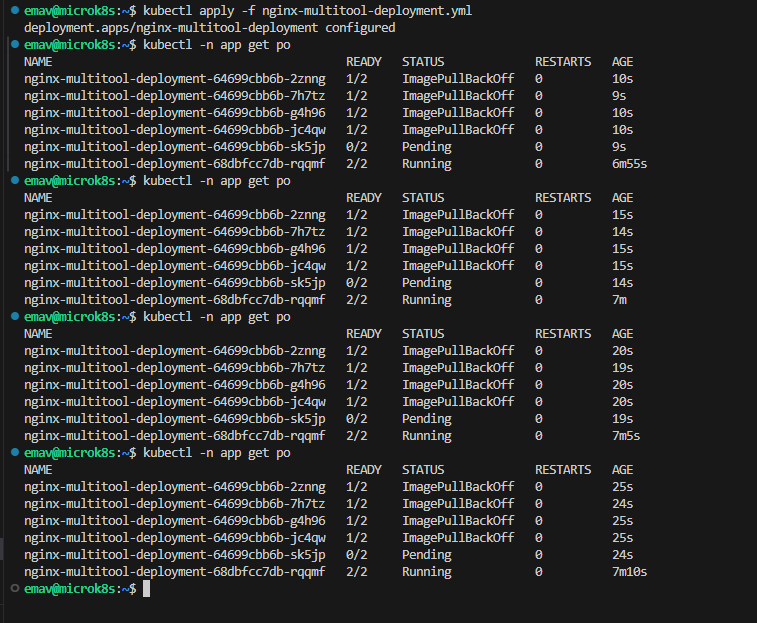 emav@microk8s:~$ kubectl apply -f nginx-multitool-deployment.yml
deployment.apps/nginx-multitool-deployment configured
emav@microk8s:~$ kubectl -n app get po
NAME READY STATUS RESTARTS AGE
nginx-multitool-deployment-64699cbb6b-2znng 1/2 ImagePullBackOff 0 10s
nginx-multitool-deployment-64699cbb6b-7h7tz 1/2 ImagePullBackOff 0 9s
nginx-multitool-deployment-64699cbb6b-g4h96 1/2 ImagePullBackOff 0 10s
nginx-multitool-deployment-64699cbb6b-jc4qw 1/2 ImagePullBackOff 0 10s
nginx-multitool-deployment-64699cbb6b-sk5jp 0/2 Pending 0 9s
nginx-multitool-deployment-68dbfcc7db-rqqmf 2/2 Running 0 6m55s
emav@microk8s:~$ kubectl -n app get po
NAME READY STATUS RESTARTS AGE
nginx-multitool-deployment-64699cbb6b-2znng 1/2 ImagePullBackOff 0 15s
nginx-multitool-deployment-64699cbb6b-7h7tz 1/2 ImagePullBackOff 0 14s
nginx-multitool-deployment-64699cbb6b-g4h96 1/2 ImagePullBackOff 0 15s
nginx-multitool-deployment-64699cbb6b-jc4qw 1/2 ImagePullBackOff 0 15s
nginx-multitool-deployment-64699cbb6b-sk5jp 0/2 Pending 0 14s
nginx-multitool-deployment-68dbfcc7db-rqqmf 2/2 Running 0 7m
emav@microk8s:~$ kubectl -n app get po
NAME READY STATUS RESTARTS AGE
nginx-multitool-deployment-64699cbb6b-2znng 1/2 ImagePullBackOff 0 20s
nginx-multitool-deployment-64699cbb6b-7h7tz 1/2 ImagePullBackOff 0 19s
nginx-multitool-deployment-64699cbb6b-g4h96 1/2 ImagePullBackOff 0 20s
nginx-multitool-deployment-64699cbb6b-jc4qw 1/2 ImagePullBackOff 0 20s
nginx-multitool-deployment-64699cbb6b-sk5jp 0/2 Pending 0 19s
nginx-multitool-deployment-68dbfcc7db-rqqmf 2/2 Running 0 7m5s
emav@microk8s:~$ kubectl -n app get po
NAME READY STATUS RESTARTS AGE
nginx-multitool-deployment-64699cbb6b-2znng 1/2 ImagePullBackOff 0 25s
nginx-multitool-deployment-64699cbb6b-7h7tz 1/2 ImagePullBackOff 0 24s
nginx-multitool-deployment-64699cbb6b-g4h96 1/2 ImagePullBackOff 0 25s
nginx-multitool-deployment-64699cbb6b-jc4qw 1/2 ImagePullBackOff 0 25s
nginx-multitool-deployment-64699cbb6b-sk5jp 0/2 Pending 0 24s
nginx-multitool-deployment-68dbfcc7db-rqqmf 2/2 Running 0 7m10s
emav@microk8s:~$